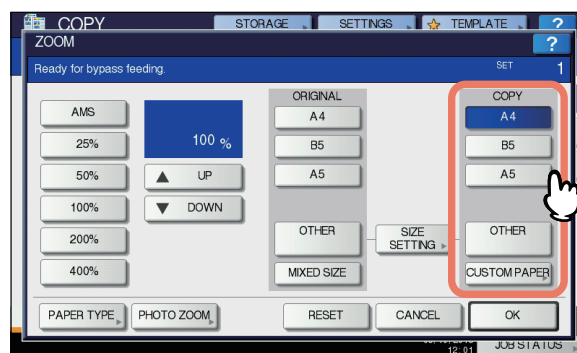 COPY
STORAGE SETTINGS TEMPLATE ?
ZOOM ?
Ready for bypass feeding. SET 1
ORIGINAL COPY
AMS A4 A4
25% 100 % B5 B5
50% UP A5 A5
100% DOWN
200% OTHER SIZE SETTING OTHER
400% MIXED SIZE CUSTOM PAPER
PAPER TYPE PHOTO ZOOM RESET CANCEL OK
12:01 JOB STATUS